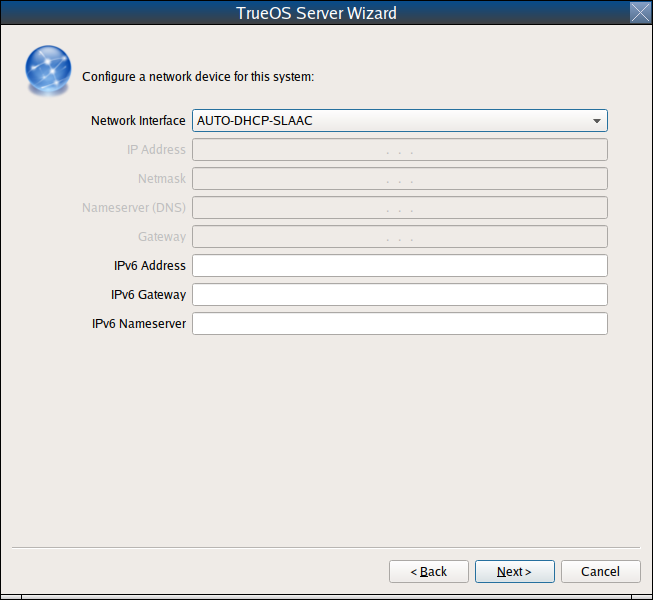 TrueOS Server Wizard
Configure a network device for this system:
Network Interface AUTO-DHCP-SLAAC
IP Address . . .
Netmask . . .
Nameserver (DNS) . . .
Gateway . . .
IPv6 Address
IPv6 Gateway
IPv6 Nameserver
< Back Next > Cancel